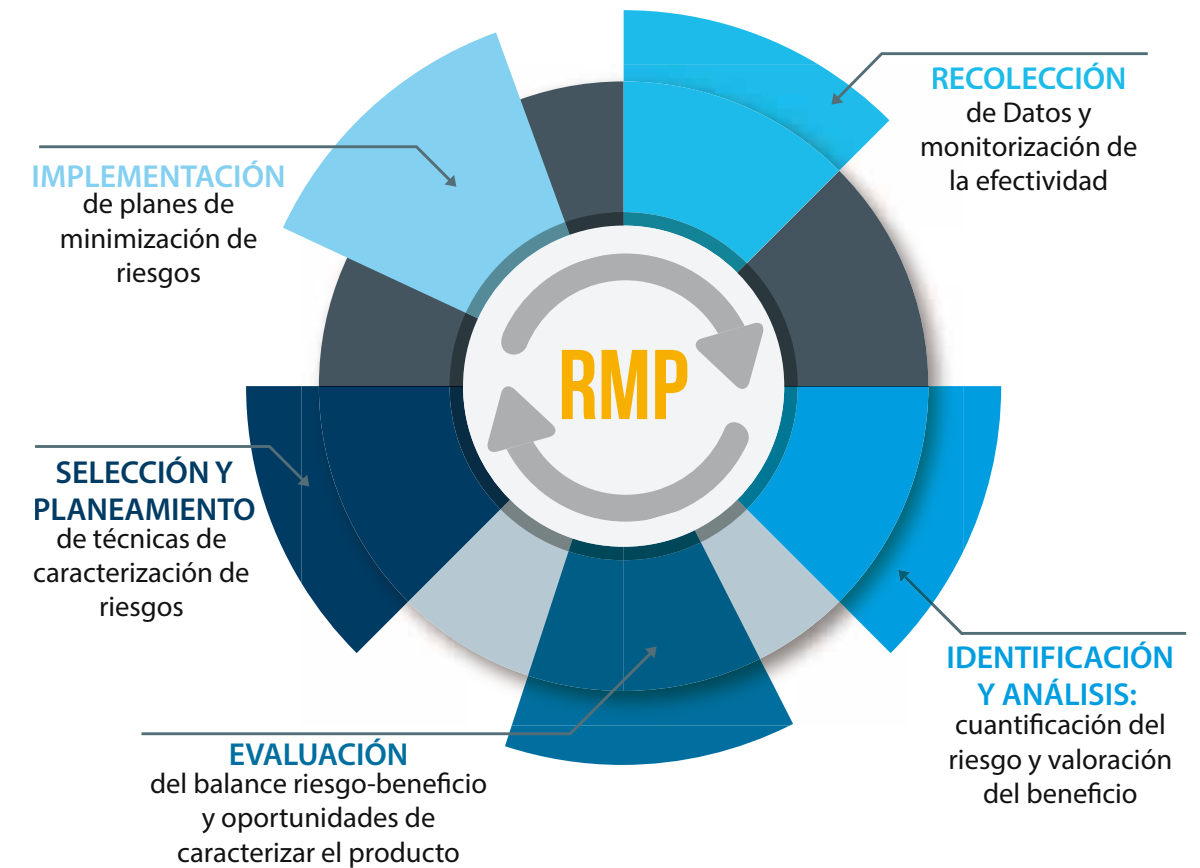 RECOLECCIÓN
de Datos y
monitorización de
la efectividad
IMPLEMENTACIÓN
de planes de
minimización de
riesgos
RMP
SELECCIÓN Y
PLANEAMIENTO
de técnicas de
caracterización de
riesgos
IDENTIFICACIÓN
Y ANÁLISIS:
cuantificación del
riesgo y valoración
del beneficio
EVALUACIÓN
del balance riesgo-beneficio
y oportunidades de
caracterizar el producto